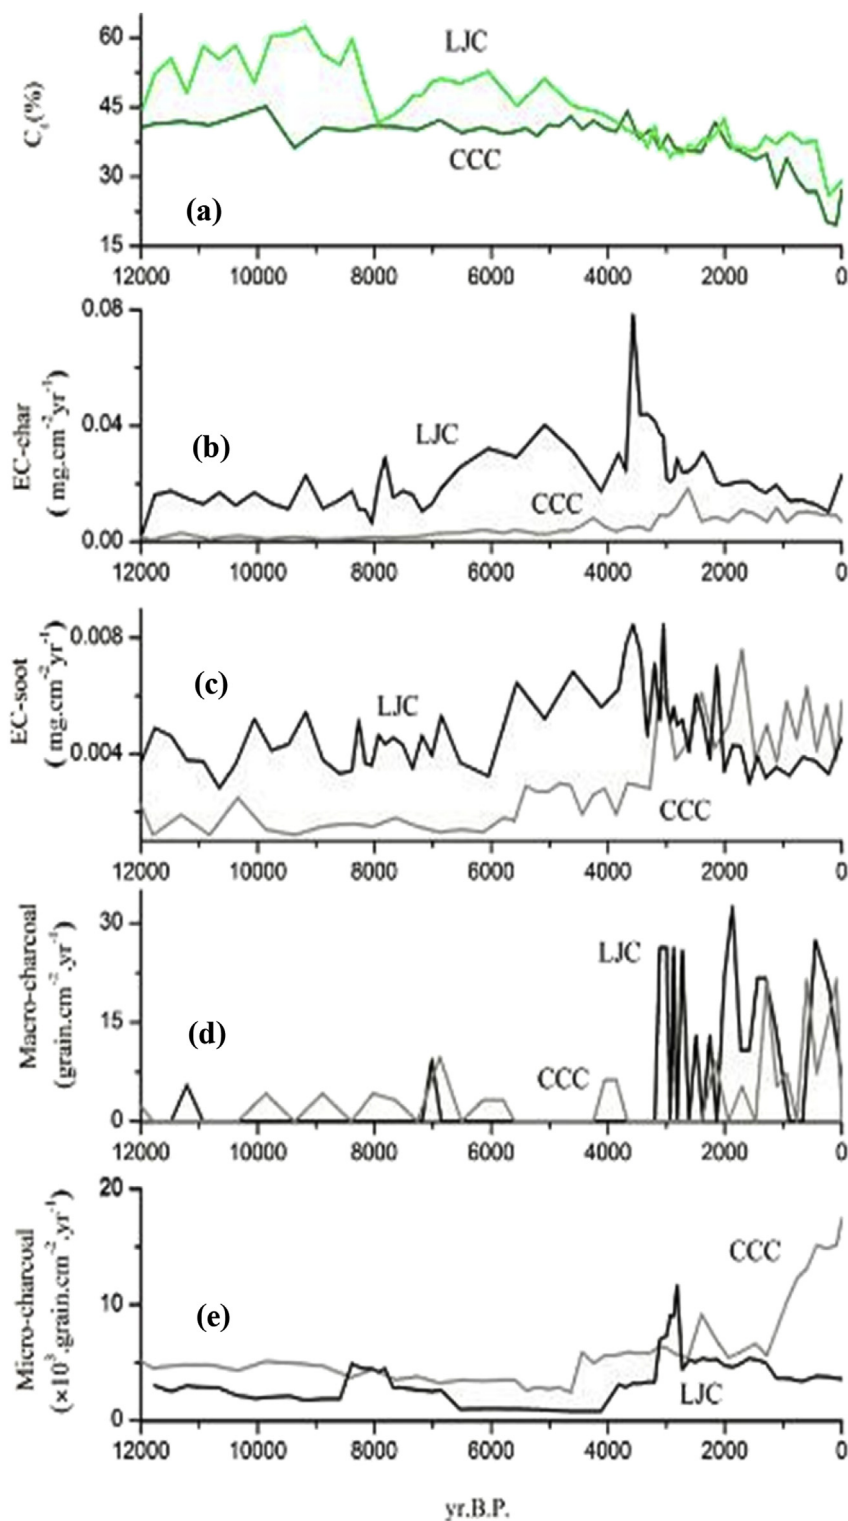 60
LJC
45
C₄(%)
CCC
30
(a)
15
12000 10000 8000 6000 4000 2000 0
0.08
EC-char
( mg.cm⁻²yr⁻¹)
0.04
LJC
(b)
CCC
0.00
12000 10000 8000 6000 4000 2000 0
EC-soot
( mg.cm⁻²yr⁻¹)
0.008
(c)
LJC
0.004
CCC
12000 10000 8000 6000 4000 2000 0
Macro-charcoal
(grain.cm⁻².yr⁻¹)
30
LJC
15
(d)
CCC
0
12000 10000 8000 6000 4000 2000 0
Micro-charcoal
(×10³.grain.cm⁻².yr⁻¹)
20
CCC
10
(e)
LJC
0
12000 10000 8000 6000 4000 2000 0
yr.B.P.